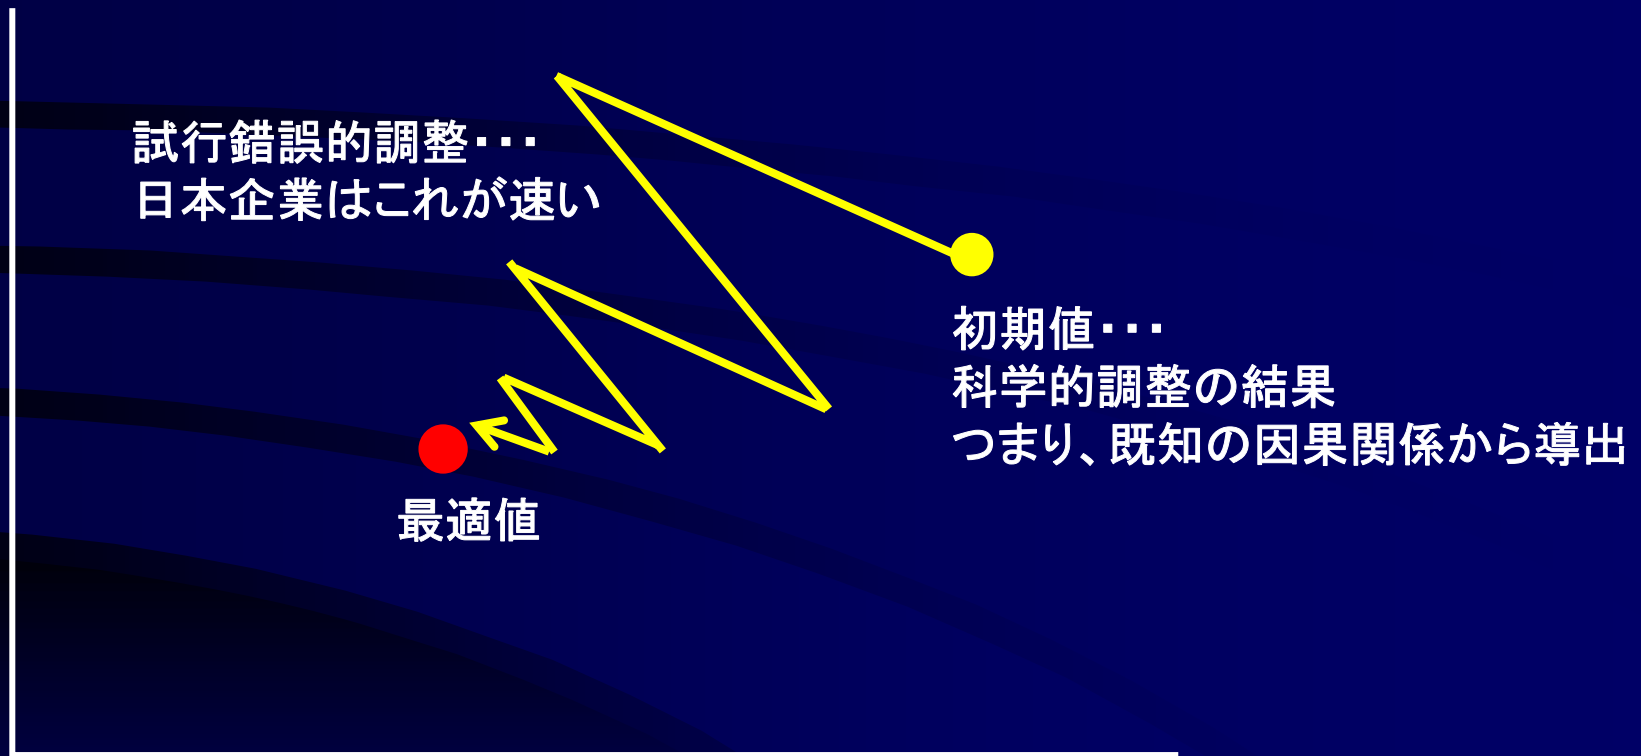 試行錯誤的調整・・・
日本企業はこれが速い
初期値・・・
科学的調整の結果
つまり、既知の因果関係から導出
最適値